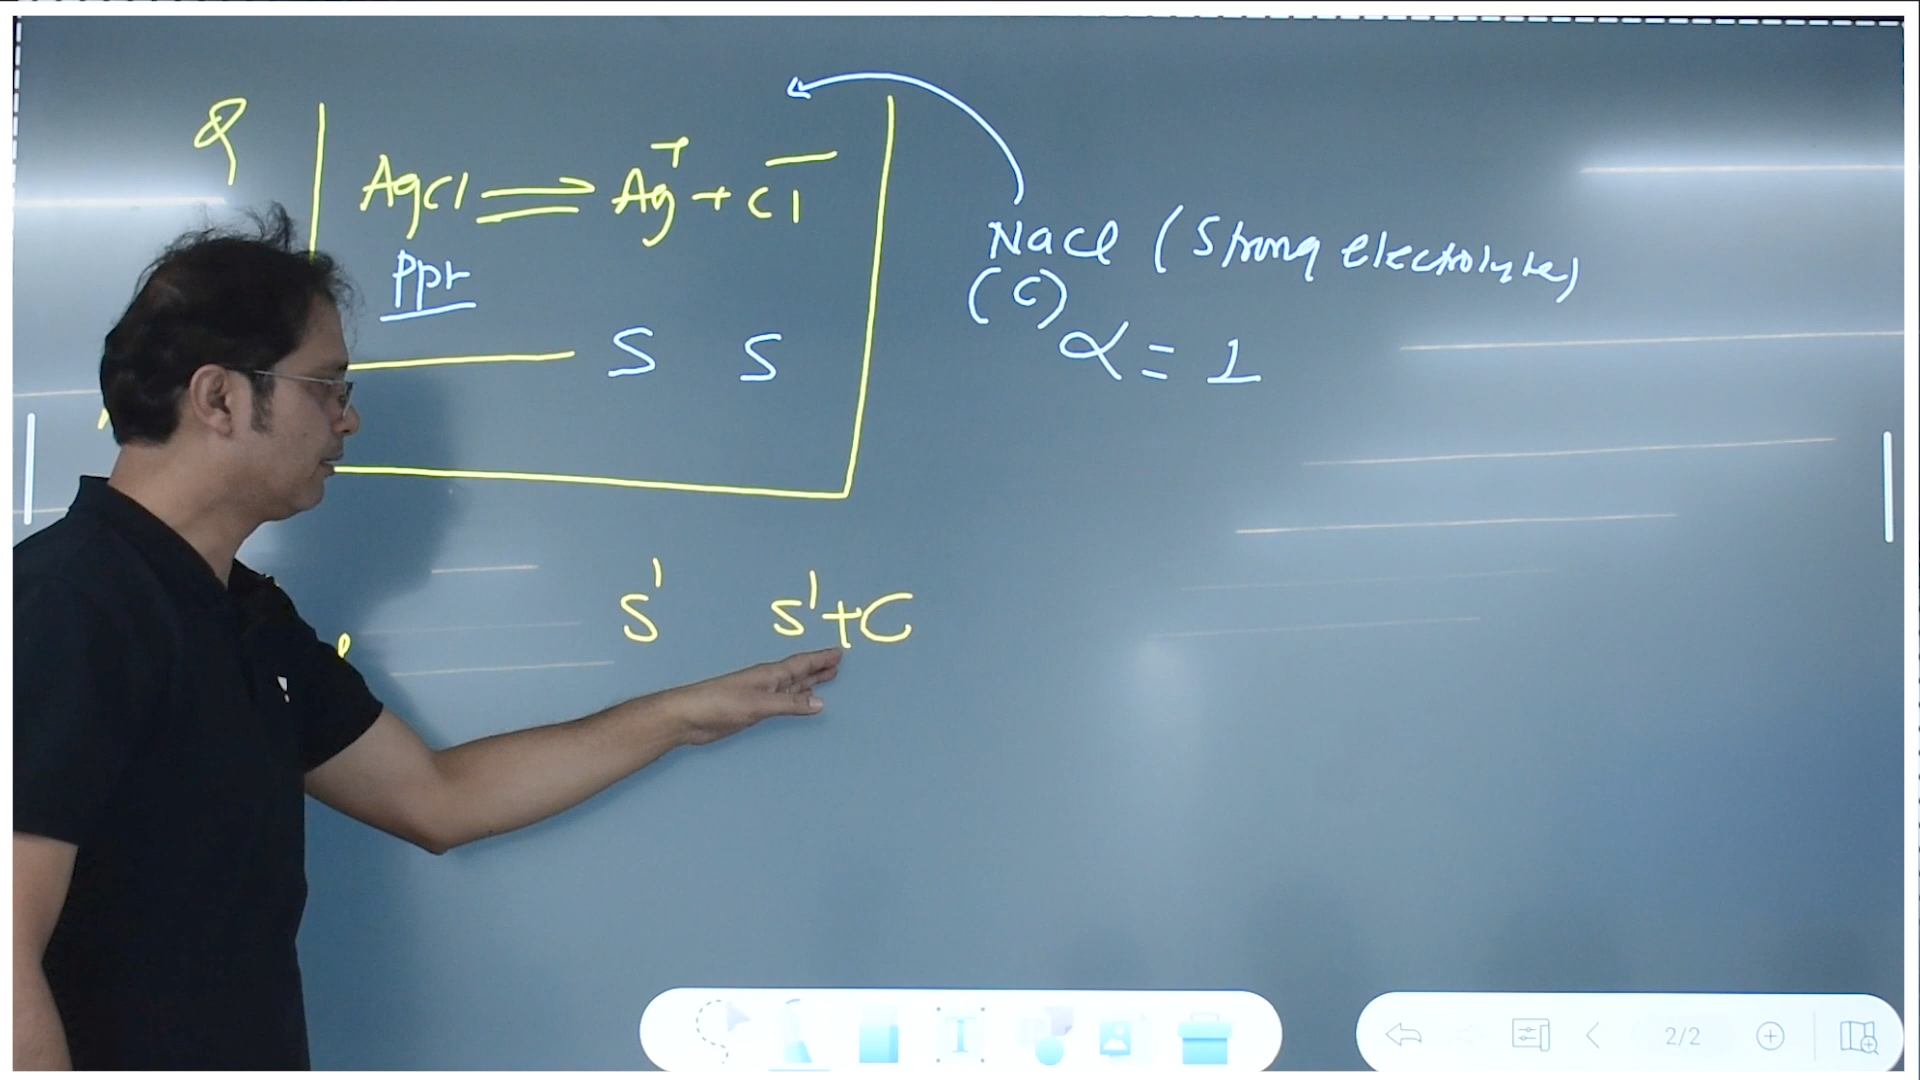 Q
AgCl ⇌ Ag⁺ + Cl⁻
ppt
S S
NaCl (Strong electrolyte)
(C)
α = 1
S' S'+C
2/2